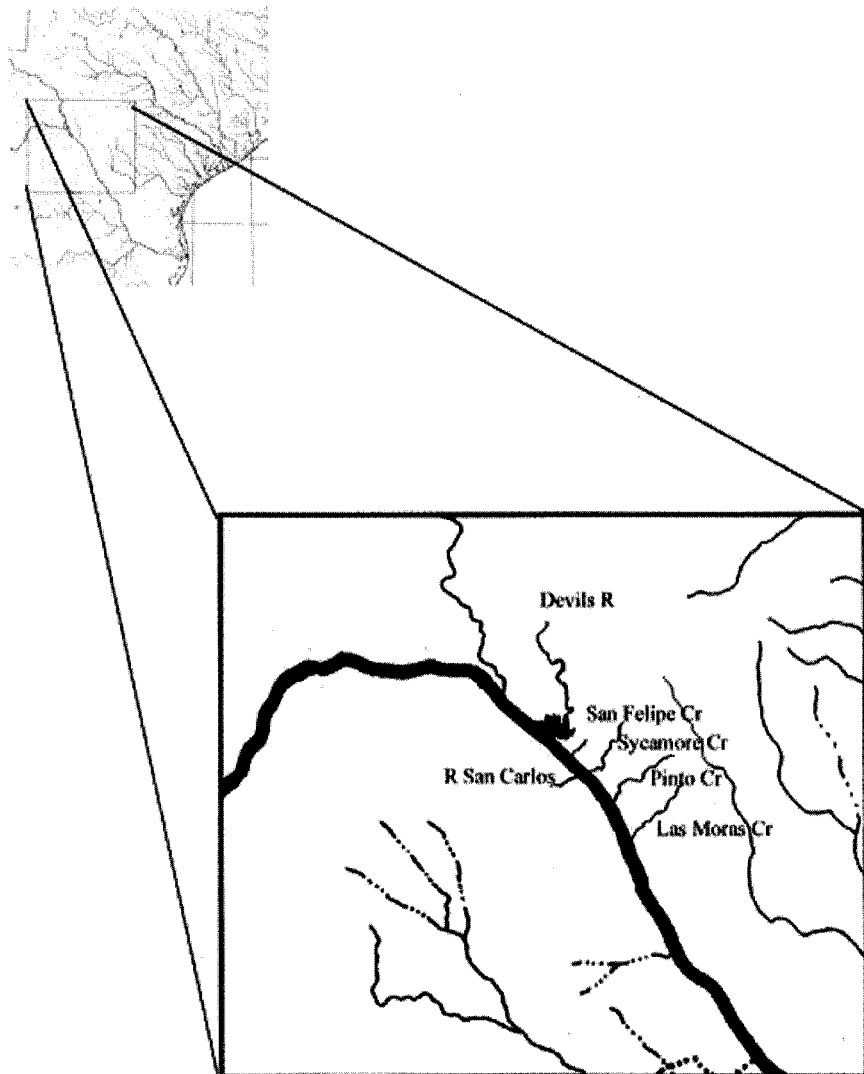 Devils R
San Felipe Cr
Sycamore Cr
R San Carlos
Pinto Cr
Las Moras Cr